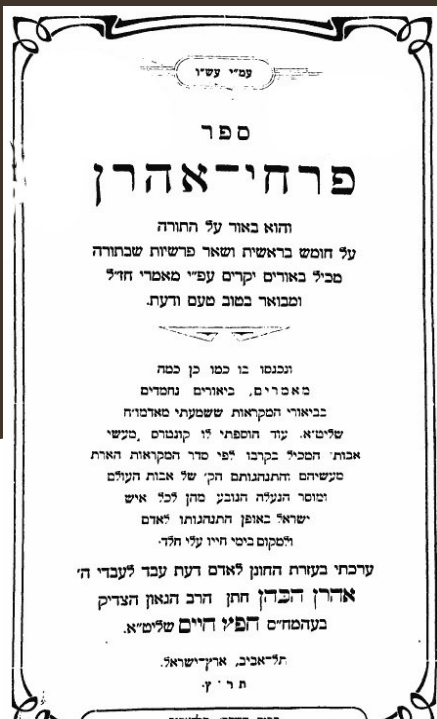 עמ״י עש״ו
ספר
פרחי־אהרן
והוא באור על התורה
על חומש בראשית ושאר פרשיות שבתורה
מכיל באורים יקרים עפ״י מאמרי חז״ל
ומבואר בטוב טעם ודעת.
ונכנסו בו כמו כן כמה
מאמרים, ביאורים נחמדים
בביאורי המקראות ששמעתי מאדמו״ח
שליט״א. עוד הוספתי לו קונטרס „מעשי
אבות״ המכיל בקרבו לפי סדר המקראות הארת
מעשיהם והתנהגותם הק׳ של אבות העולם
ומוסר הנעלה הנובע מהן לכל איש
ישראל באופן התנהגותו לאדם
ולמקום בימי חייו עלי חלד.
ערכתי בעזרת החונן לאדם דעת עבד לעבדי ה׳
אהרן הכהן חתן הרב הגאון הצדיק
בעהמח״ס חפץ חיים שליט״א.
תל־אביב, ארץ־ישראל.
תר״ץ.